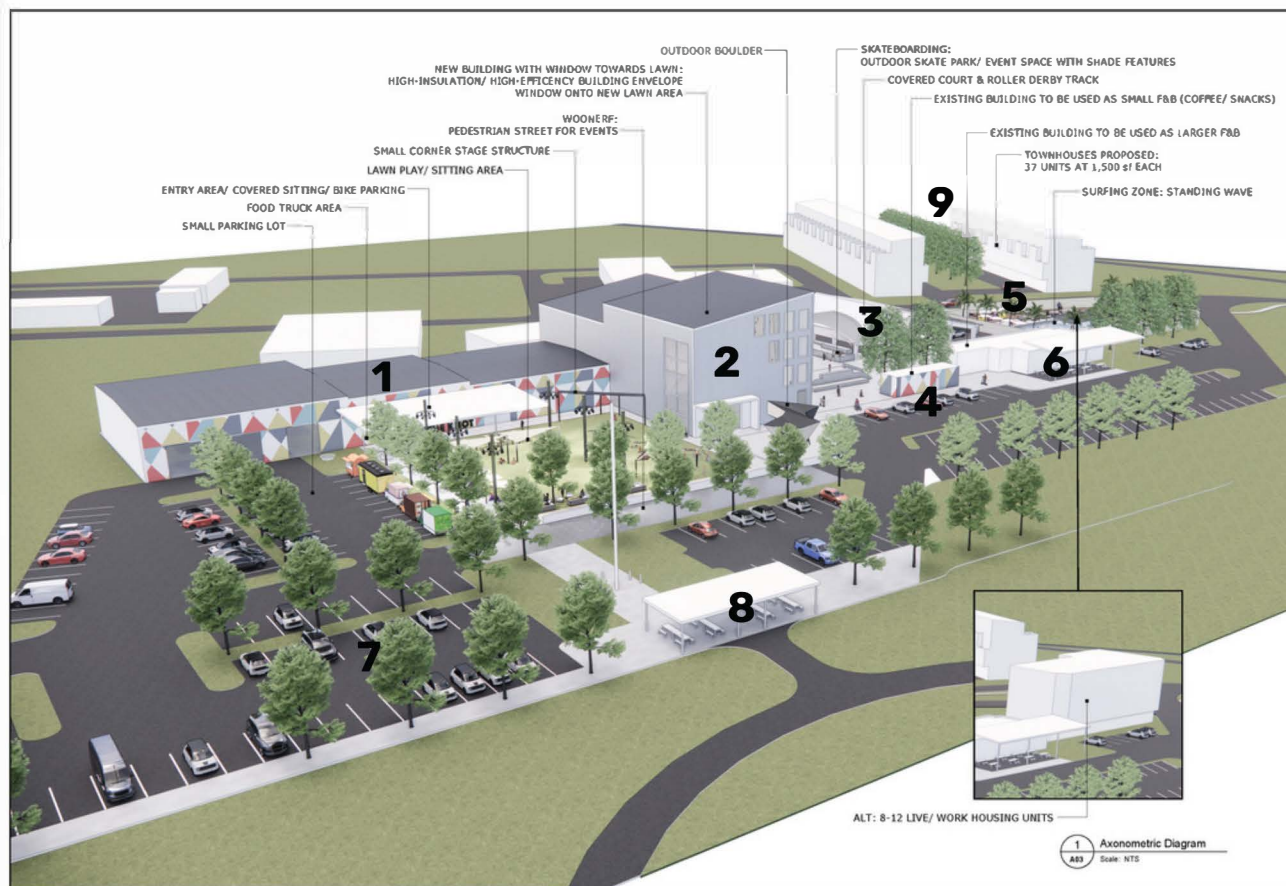 OUTDOOR BOULDER
SKATEBOARDING:
OUTDOOR SKATE PARK/ EVENT SPACE WITH SHADE FEATURES
NEW BUILDING WITH WINDOW TOWARDS LAWN:
HIGH-INSULATION/ HIGH-EFFICENCY BUILDING ENVELOPE
WINDOW ONTO NEW LAWN AREA
COVERED COURT & ROLLER DERBY TRACK
EXISTING BUILDING TO BE USED AS SMALL F&B (COFFEE/ SNACKS)
WOONERF:
PEDESTRIAN STREET FOR EVENTS
EXISTING BUILDING TO BE USED AS LARGER F&B
SMALL CORNER STAGE STRUCTURE
TOWNHOUSES PROPOSED:
37 UNITS AT 1,500 sf EACH
LAWN PLAY/ SITTING AREA
ENTRY AREA/ COVERED SITTING/ BIKE PARKING
SURFING ZONE: STANDING WAVE
FOOD TRUCK AREA
SMALL PARKING LOT
9
5
3
2
6
1
4
8
7
ALT: 8-12 LIVE/ WORK HOUSING UNITS
1
A03
Axonometric Diagram
Scale: NTS